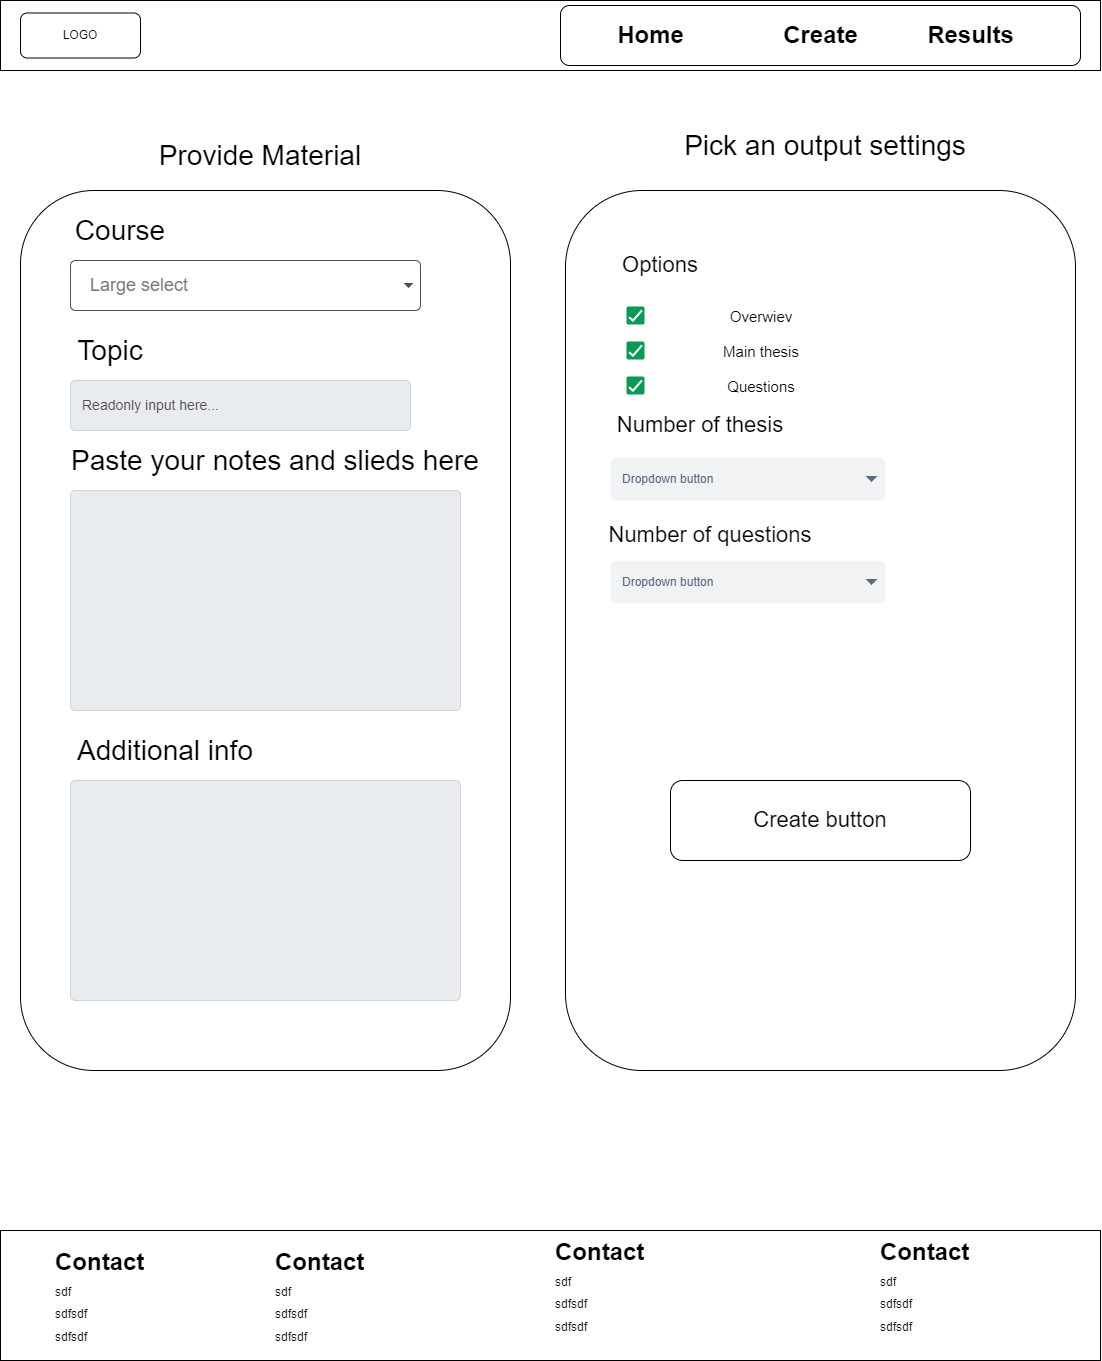 LOGO
Home
Create
Results
Provide Material
Pick an output settings
Course
Large select
Topic
Readonly input here...
Paste your notes and slieds here
Additional info
Options
Overwiev
Main thesis
Questions
Number of thesis
Dropdown button
Number of questions
Dropdown button
Create button
Contact
sdf
sdfsdf
sdfsdf
Contact
sdf
sdfsdf
sdfsdf
Contact
sdf
sdfsdf
sdfsdf
Contact
sdf
sdfsdf
sdfsdf